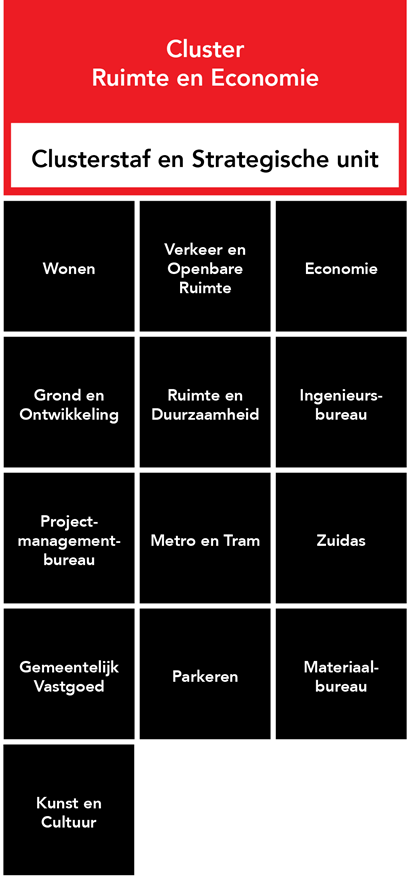 Cluster
Ruimte en Economie
Clusterstaf en Strategische unit
Wonen
Verkeer en
Openbare
Ruimte
Economie
Grond en
Ontwikkeling
Ruimte en
Duurzaamheid
Ingenieurs-
bureau
Project-
management-
bureau
Metro en Tram
Zuidas
Gemeentelijk
Vastgoed
Parkeren
Materiaal-
bureau
Kunst en
Cultuur